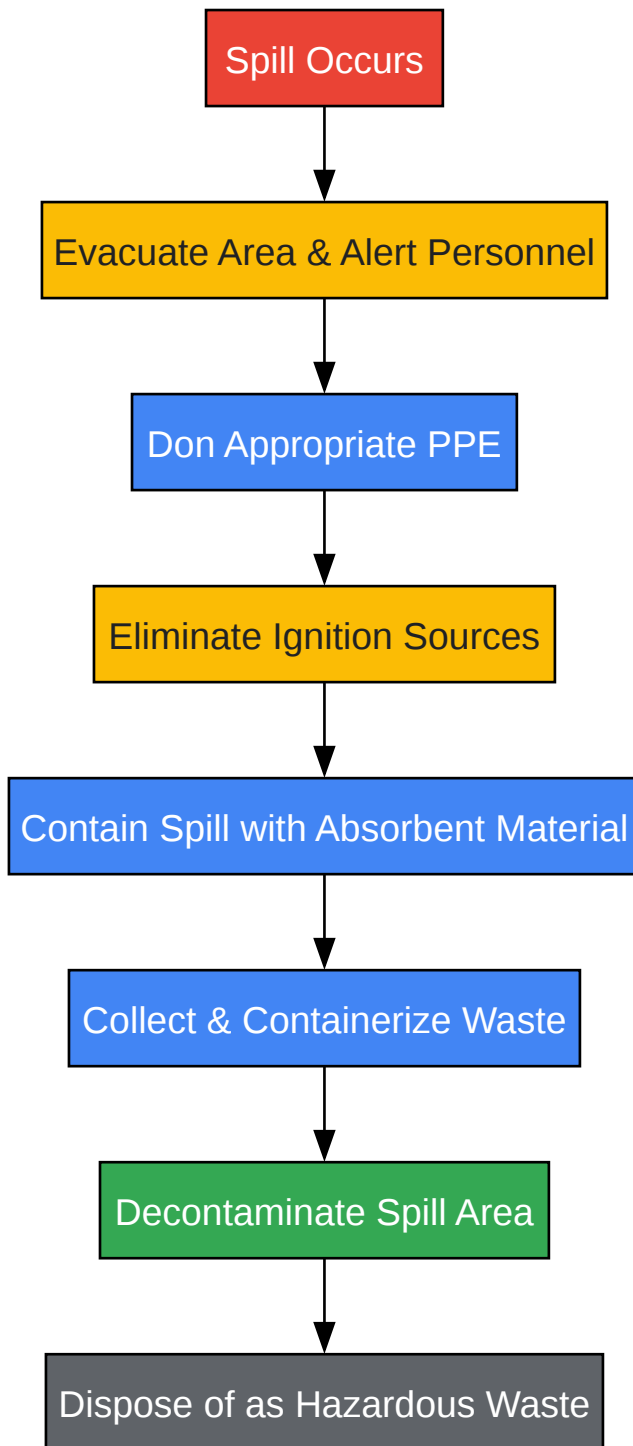 Spill Occurs
Evacuate Area & Alert Personnel
Don Appropriate PPE
Eliminate Ignition Sources
Contain Spill with Absorbent Material
Collect & Containerize Waste
Decontaminate Spill Area
Dispose of as Hazardous Waste